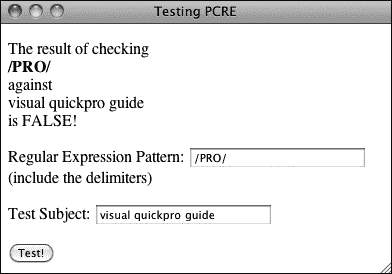 Testing PCRE
The result of checking
/PRO/
against
visual quickpro guide
is FALSE!
Regular Expression Pattern: /PRO/
(include the delimiters)
Test Subject: visual quickpro guide
Test!